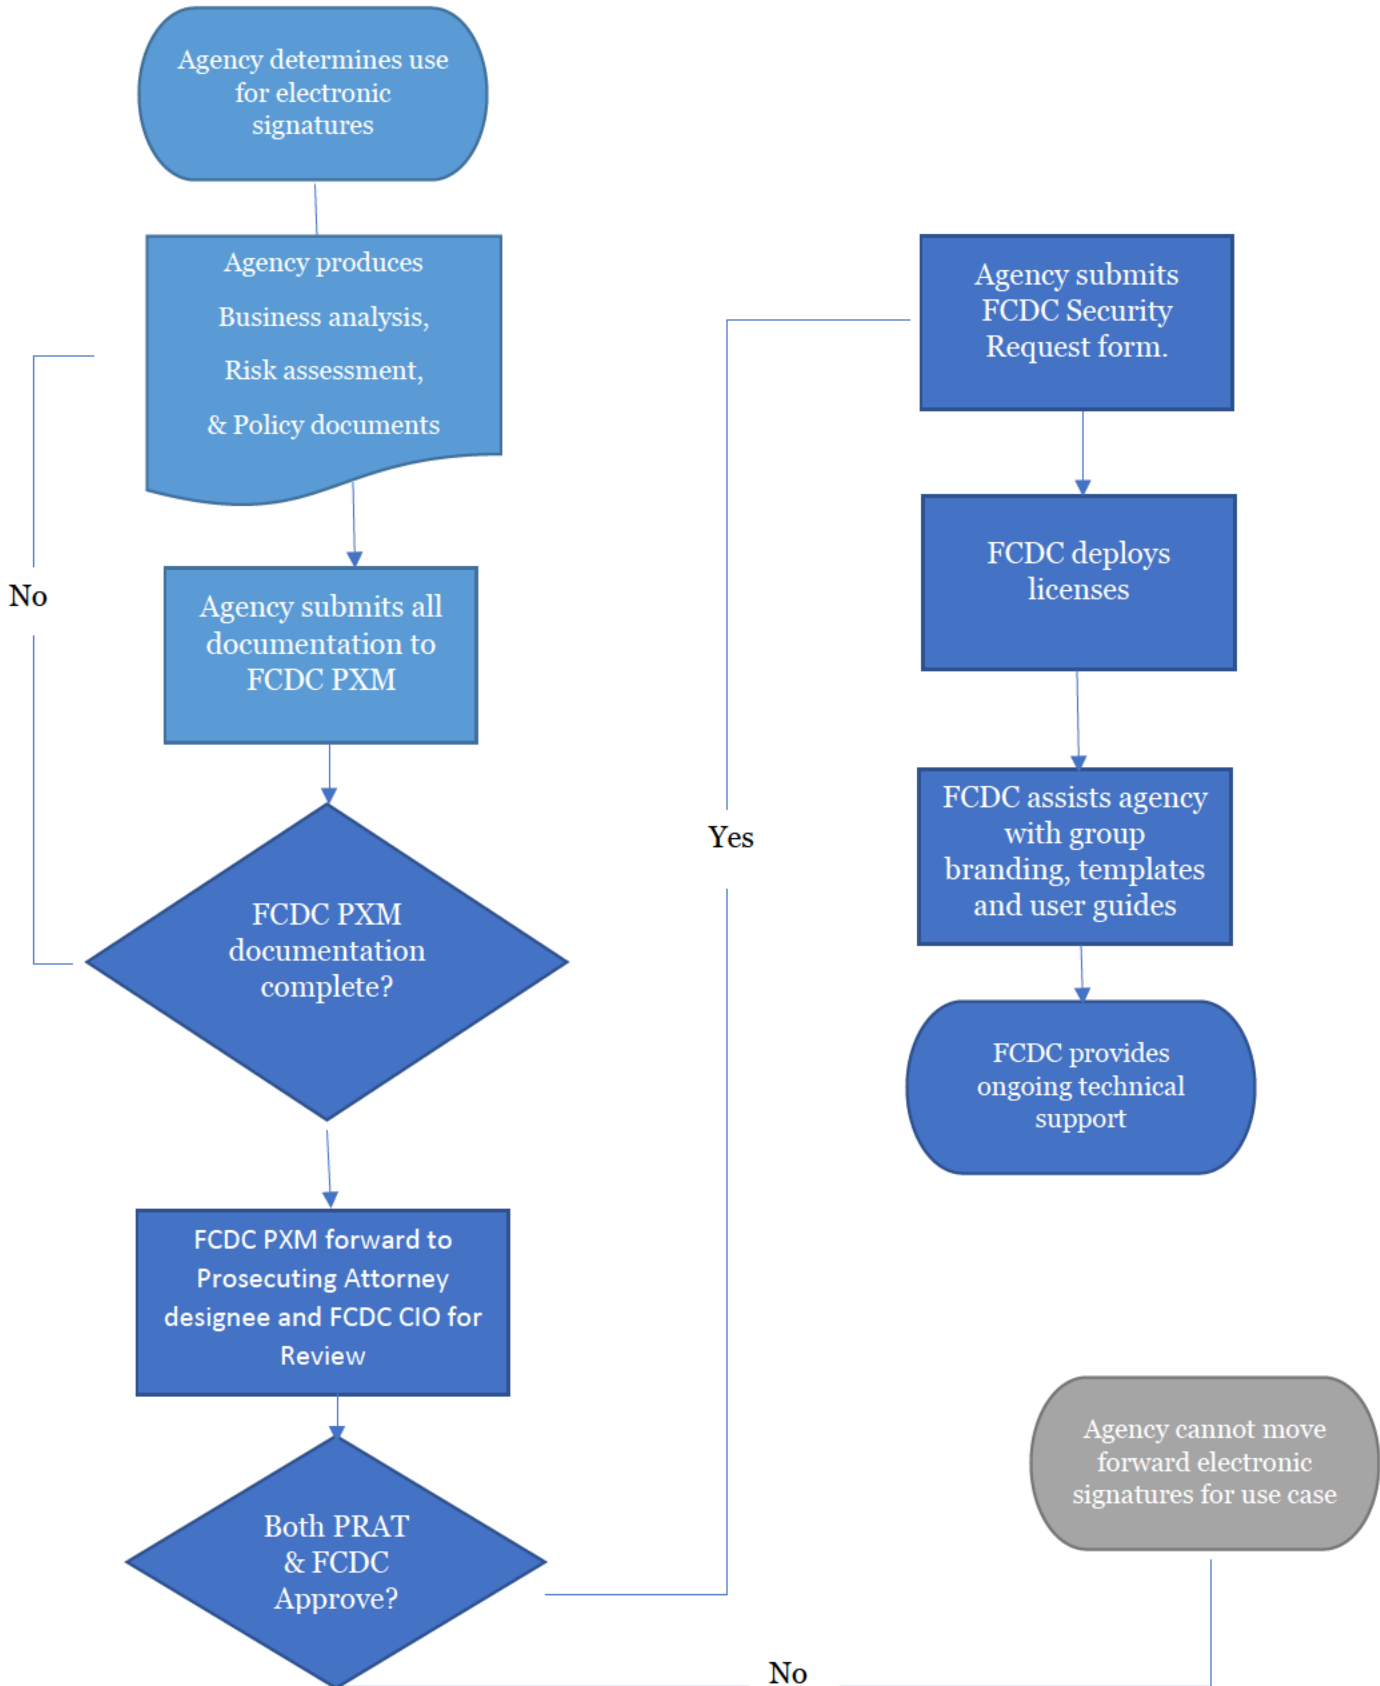 Agency determines use
for electronic
signatures
Agency produces
Business analysis,
Risk assessment,
& Policy documents
No
Agency submits all
documentation to
FCDC PXM
FCDC PXM
documentation
complete?
FCDC PXM forward to
Prosecuting Attorney
designee and FCDC CIO for
Review
Both PRAT
& FCDC
Approve?
Yes
Agency submits
FCDC Security
Request form.
FCDC deploys
licenses
FCDC assists agency
with group
branding, templates
and user guides
FCDC provides
ongoing technical
support
No
Agency cannot move
forward electronic
signatures for use case